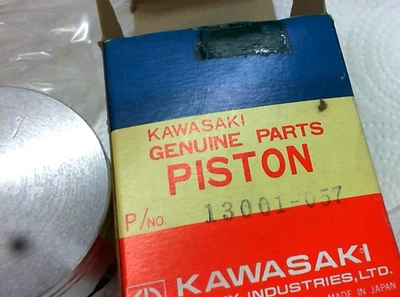 KAWASAKI
GENUINE PARTS
PISTON
P/NO. 13001-057
KAWASAKI
INDUSTRIES, LTD.
MADE IN JAPAN